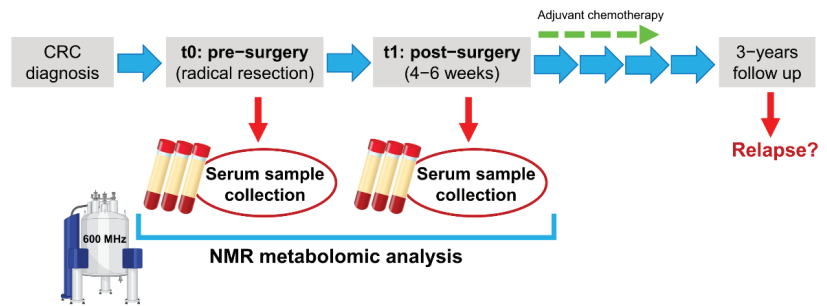 Adjuvant chemotherapy
CRC
diagnosis
t0: pre−surgery
(radical resection)
t1: post−surgery
(4−6 weeks)
3−years
follow up
Relapse?
Serum sample
collection
Serum sample
collection
600 MHz
NMR metabolomic analysis